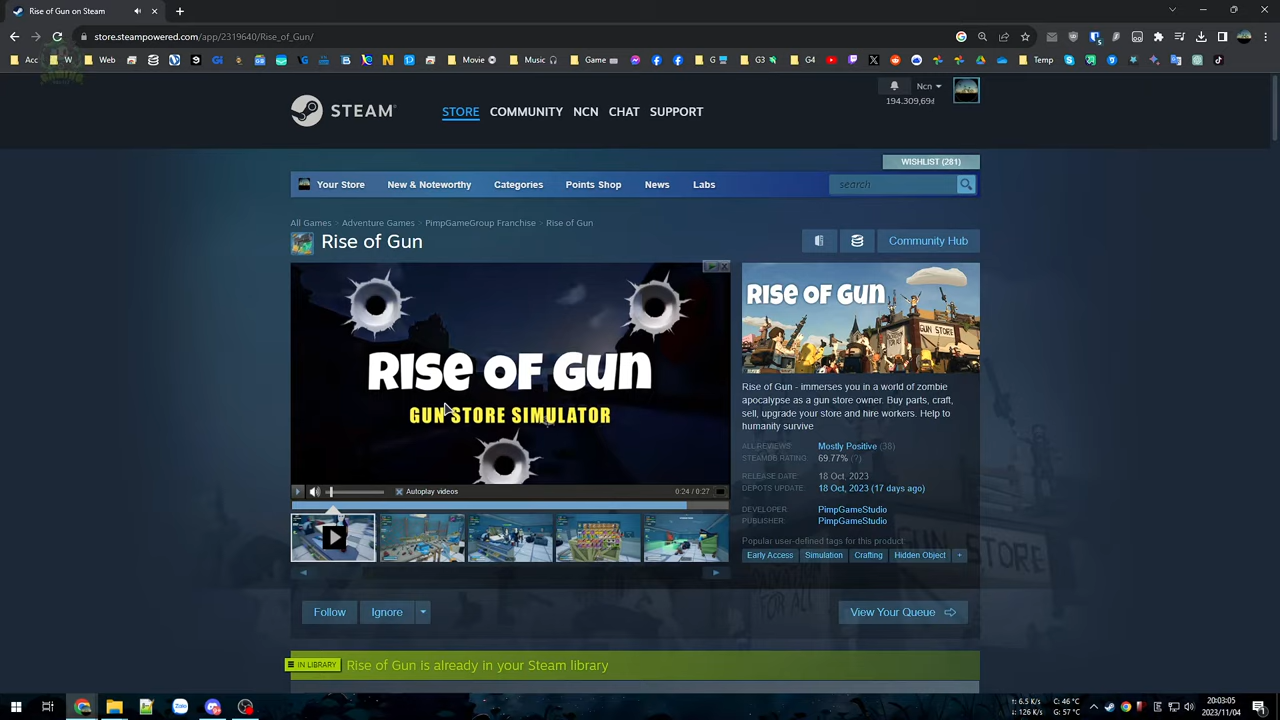 Rise of Gun on Steam
store.steampowered.com/app/2319640/Rise_of_Gun/
W
Web
Movie
Music
Game
F
G3
G4
Temp
STEAM®
STORE
COMMUNITY
NCN
CHAT
SUPPORT
Ncn
WISHLIST (281)
Your Store
New & Noteworthy
Categories
Points Shop
News
Labs
search
All Games > Adventure Games > PimpGameGroup Franchise > Rise of Gun
Rise of Gun
Community Hub
RISE OF GUN
GUN STORE SIMULATOR
Autoplay videos
0:24 / 0:27
RISE OF GUN
GUN STORE
Rise of Gun - immerses you in a world of zombie
apocalypse as a gun store owner. Buy parts, craft,
sell, upgrade your store and hire workers. Help to
humanity survive
ALL REVIEWS: Mostly Positive (38)
STEAMDB RATING: 69.77% (?)
RELEASE DATE: 18 Oct, 2023
DEPOTS UPDATE: 18 Oct, 2023 (17 days ago)
DEVELOPER: PimpGameStudio
PUBLISHER: PimpGameStudio
Popular user-defined tags for this product:
Early Access
Simulation
Crafting
Hidden Object
+
Follow
Ignore
View Your Queue
IN LIBRARY
Rise of Gun is already in your Steam library
20:03:05
2023/11/04